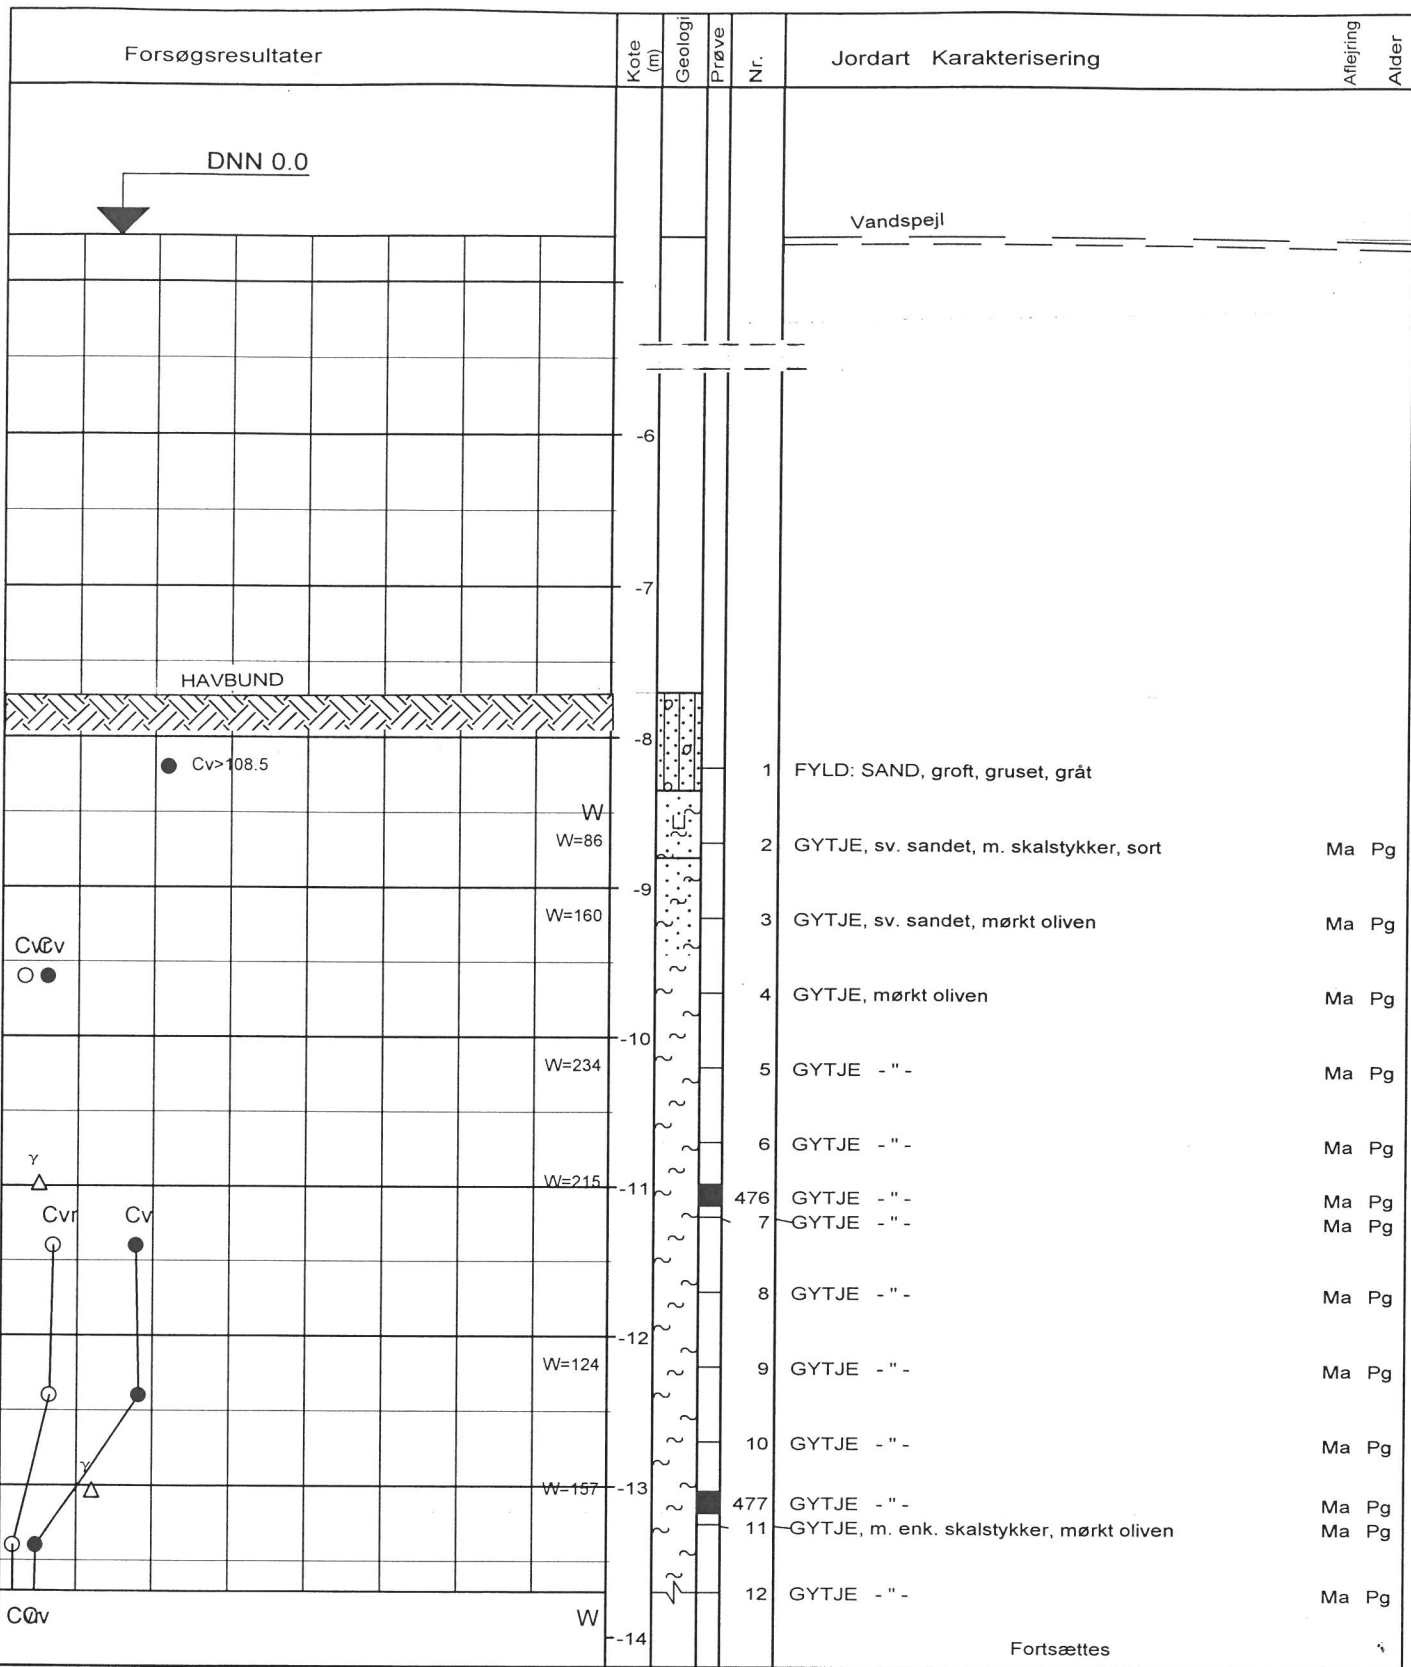 Forsøgsresultater Kote (m) Geologi Prøve Nr. Jordart Karakterisering Aflejring Alder
DNN 0.0
Vandspejl
-6
-7
HAVBUND
-8
Cv>108.5 1 FYLD: SAND, groft, gruset, gråt
W
W=86 2 GYTJE, sv. sandet, m. skalstykker, sort Ma Pg
-9
W=160 3 GYTJE, sv. sandet, mørkt oliven Ma Pg
Cvr Cv
4 GYTJE, mørkt oliven Ma Pg
-10
W=234 5 GYTJE - " - Ma Pg
6 GYTJE - " - Ma Pg
γ
W=215 -11
476 GYTJE - " - Ma Pg
Cvr Cv 7 GYTJE - " - Ma Pg
8 GYTJE - " - Ma Pg
-12
W=124 9 GYTJE - " - Ma Pg
10 GYTJE - " - Ma Pg
γ
W=157 -13
477 GYTJE - " - Ma Pg
11 GYTJE, m. enk. skalstykker, mørkt oliven Ma Pg
12 GYTJE - " - Ma Pg
W
-14
Fortsættes